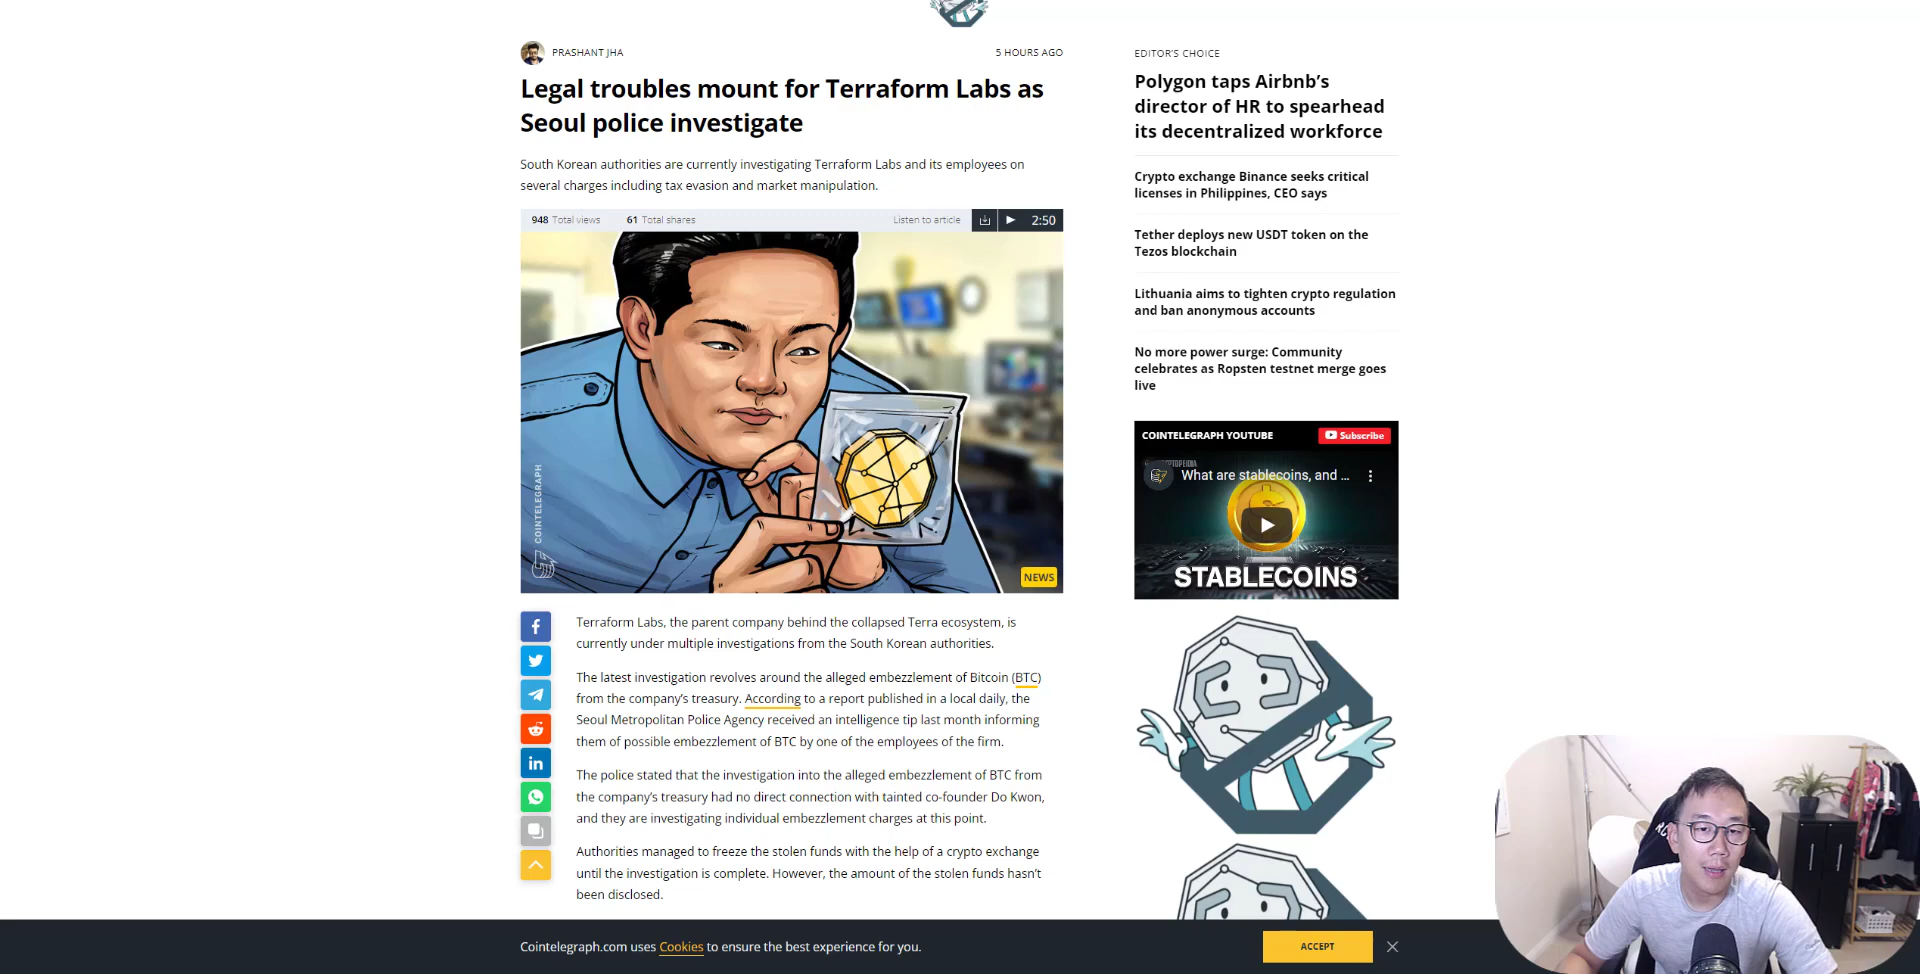 PRASHANT JHA
5 HOURS AGO
Legal troubles mount for Terraform Labs as
Seoul police investigate
South Korean authorities are currently investigating Terraform Labs and its employees on
several charges including tax evasion and market manipulation.
948 Total views 61 Total shares Listen to article 2:50
COINTELEGRAPH
NEWS
Terraform Labs, the parent company behind the collapsed Terra ecosystem, is
currently under multiple investigations from the South Korean authorities.
The latest investigation revolves around the alleged embezzlement of Bitcoin (BTC)
from the company's treasury. According to a report published in a local daily, the
Seoul Metropolitan Police Agency received an intelligence tip last month informing
them of possible embezzlement of BTC by one of the employees of the firm.
The police stated that the investigation into the alleged embezzlement of BTC from
the company's treasury had no direct connection with tainted co-founder Do Kwon,
and they are investigating individual embezzlement charges at this point.
Authorities managed to freeze the stolen funds with the help of a crypto exchange
until the investigation is complete. However, the amount of the stolen funds hasn't
been disclosed.
EDITOR'S CHOICE
Polygon taps Airbnb's
director of HR to spearhead
its decentralized workforce
Crypto exchange Binance seeks critical
licenses in Philippines, CEO says
Tether deploys new USDT token on the
Tezos blockchain
Lithuania aims to tighten crypto regulation
and ban anonymous accounts
No more power surge: Community
celebrates as Ropsten testnet merge goes
live
COINTELEGRAPH YOUTUBE
Subscribe
What are stablecoins, and ...
STABLECOINS
Cointelegraph.com uses Cookies to ensure the best experience for you.
ACCEPT